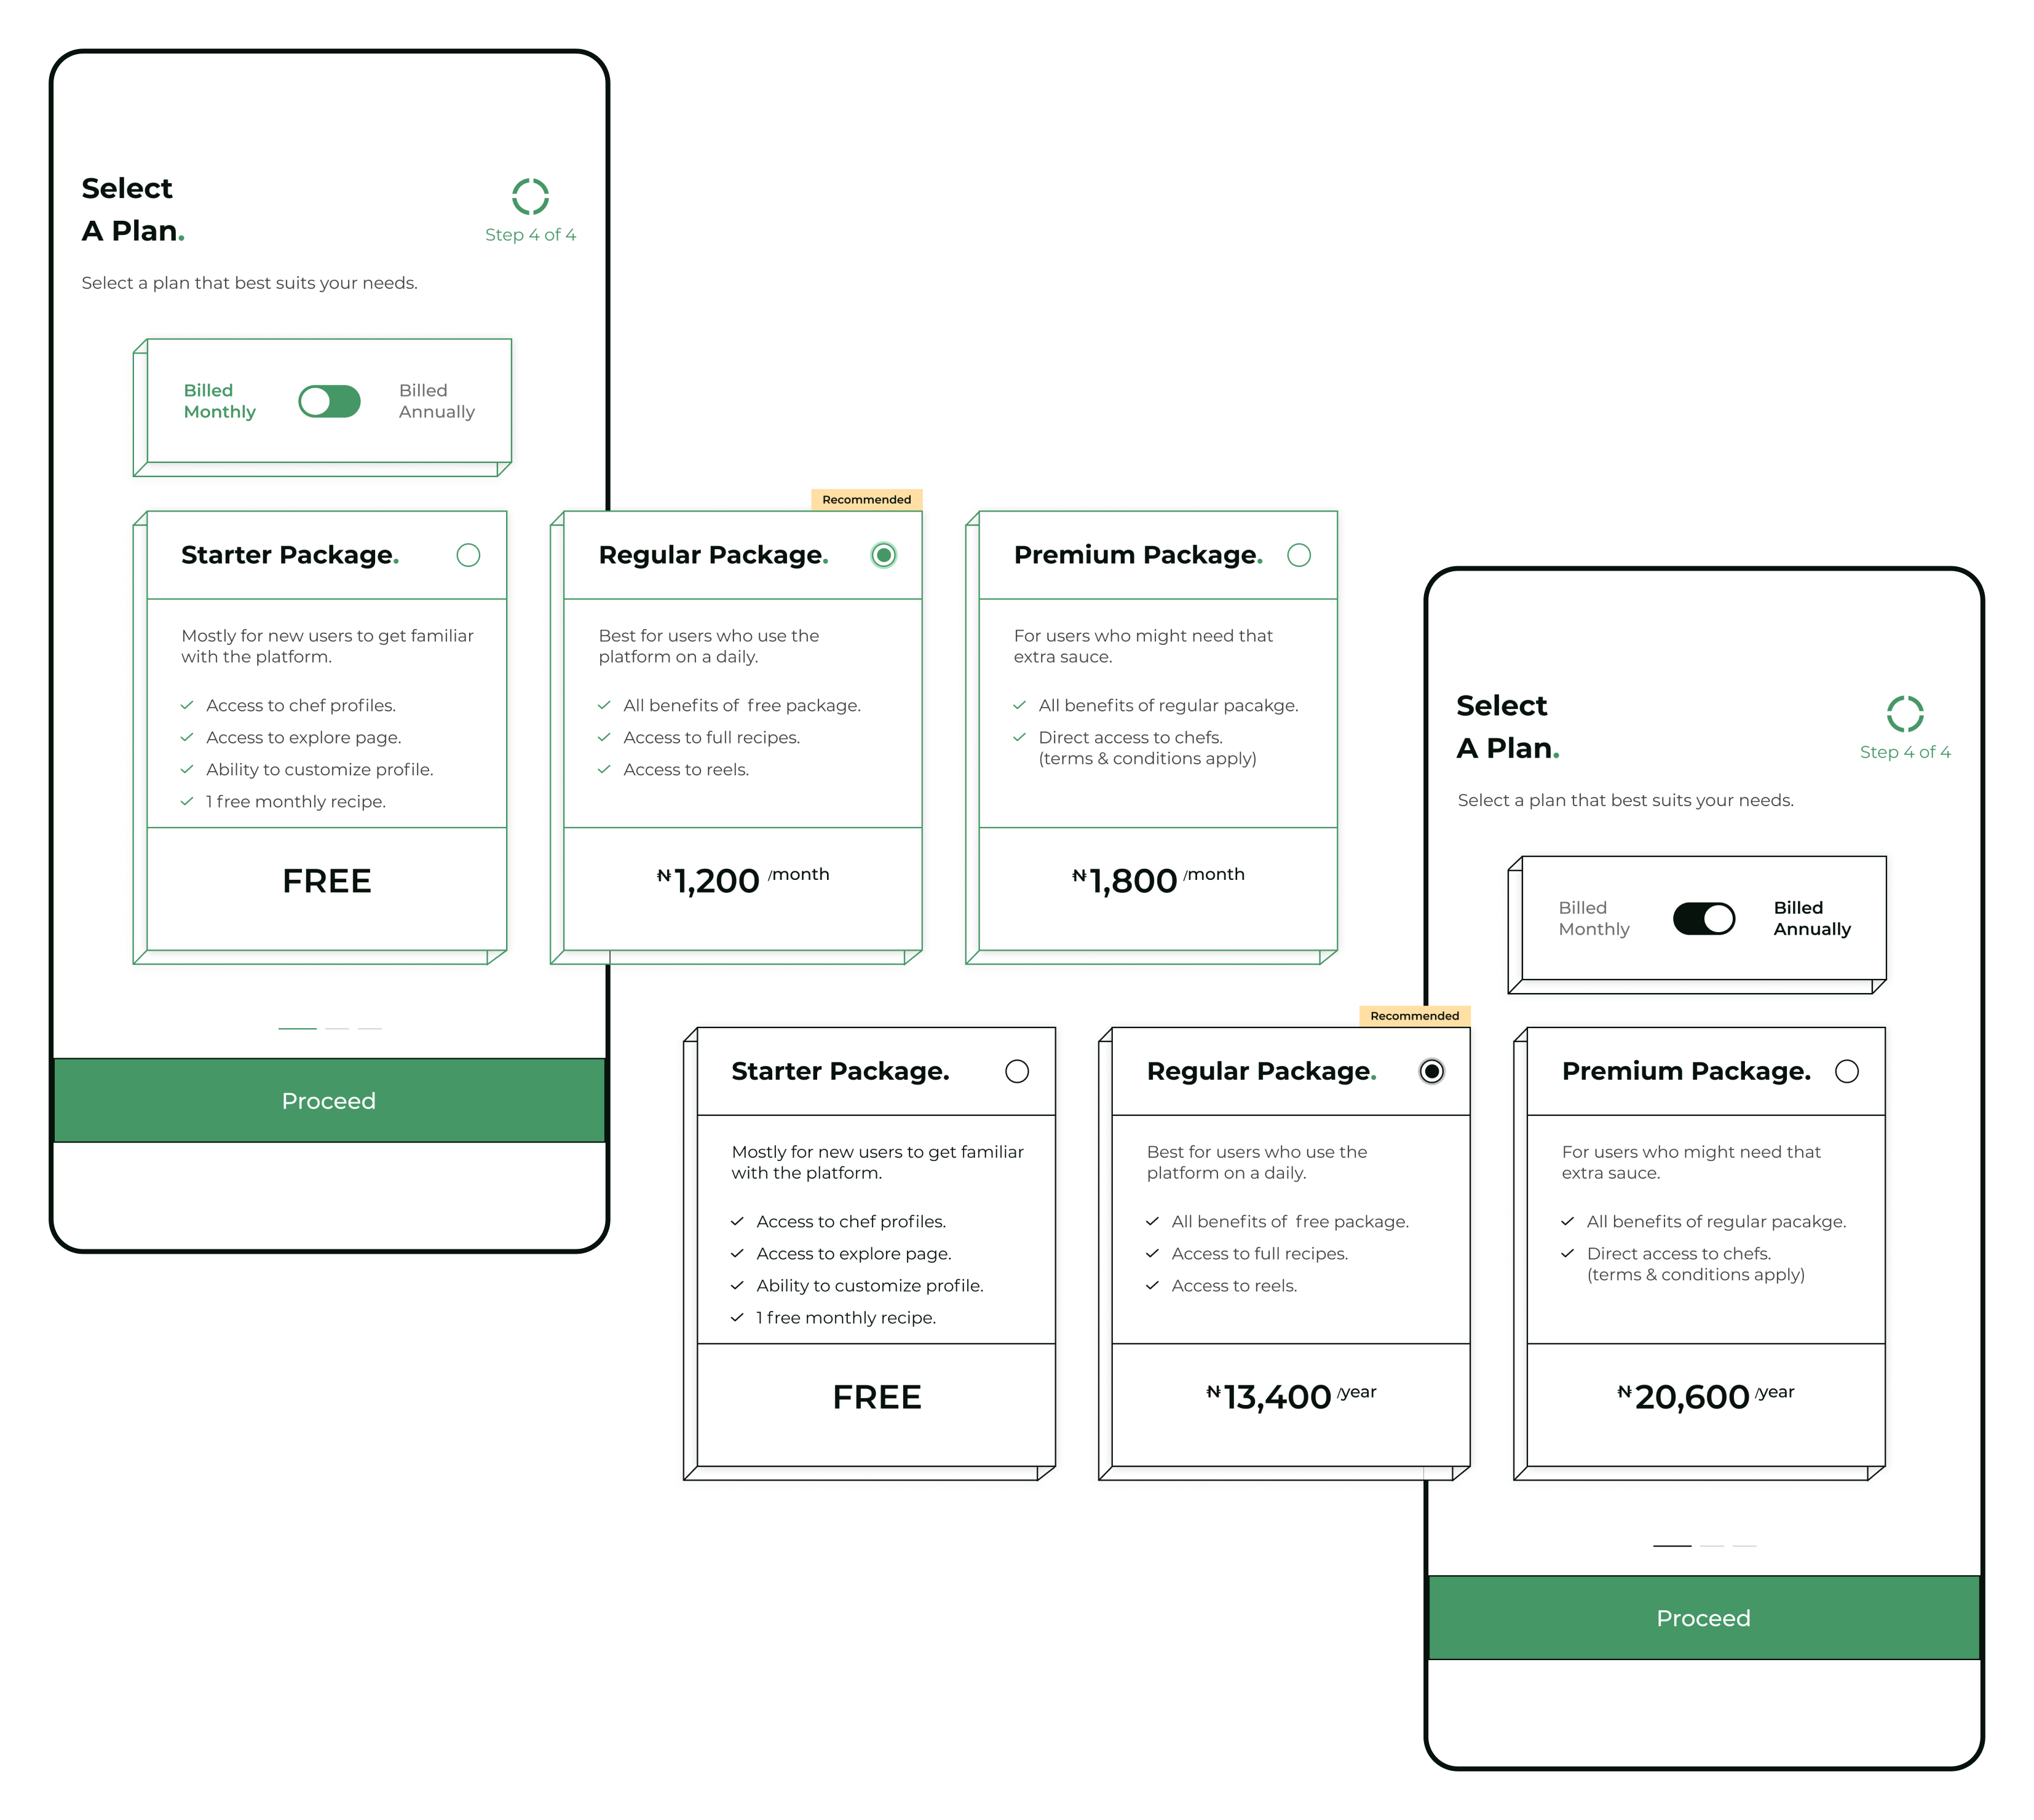 Select
A Plan.
Step 4 of 4
Select a plan that best suits your needs.
Billed
Monthly
Billed
Annually
Starter Package.
Mostly for new users to get familiar
with the platform.
Access to chef profiles.
Access to explore page.
Ability to customize profile.
1 free monthly recipe.
FREE
Recommended
Regular Package.
Best for users who use the
platform on a daily.
All benefits of  free package.
Access to full recipes.
Access to reels.
₦1,200 /month
Premium Package.
For users who might need that
extra sauce.
All benefits of regular pacakge.
Direct access to chefs.
(terms & conditions apply)
₦1,800 /month
Proceed
Select
A Plan.
Step 4 of 4
Select a plan that best suits your needs.
Billed
Monthly
Billed
Annually
Starter Package.
Mostly for new users to get familiar
with the platform.
Access to chef profiles.
Access to explore page.
Ability to customize profile.
1 free monthly recipe.
FREE
Recommended
Regular Package.
Best for users who use the
platform on a daily.
All benefits of  free package.
Access to full recipes.
Access to reels.
₦13,400 /year
Premium Package.
For users who might need that
extra sauce.
All benefits of regular pacakge.
Direct access to chefs.
(terms & conditions apply)
₦20,600 /year
Proceed